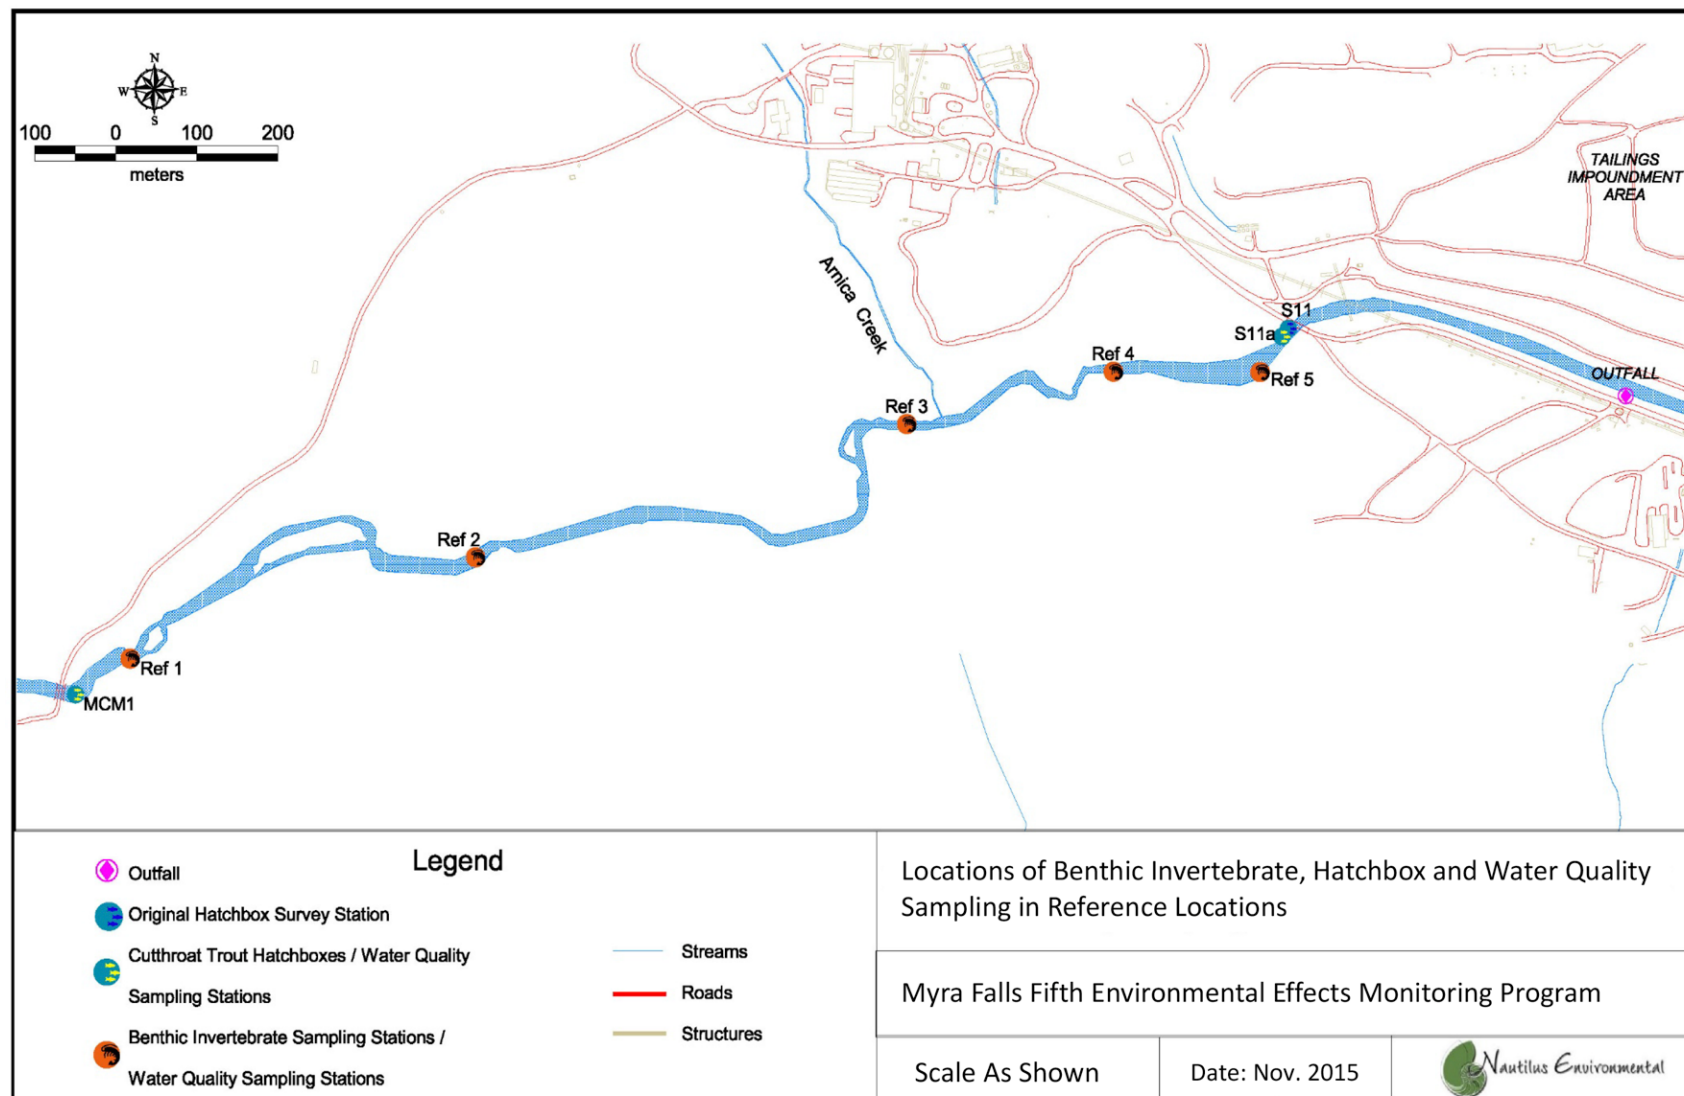 N
W E
S
100 0 100 200
meters
TAILINGS
IMPOUNDMENT
AREA
Arnica Creek
S11
S11a
OUTFALL
Ref 4
Ref 5
Ref 3
Ref 2
Ref 1
MCM1
Legend
Outfall
Original Hatchbox Survey Station
Cutthroat Trout Hatchboxes / Water Quality
Sampling Stations
Benthic Invertebrate Sampling Stations /
Water Quality Sampling Stations
Streams
Roads
Structures
Locations of Benthic Invertebrate, Hatchbox and Water Quality
Sampling in Reference Locations
Myra Falls Fifth Environmental Effects Monitoring Program
Scale As Shown
Date: Nov. 2015
Nautilus Environmental